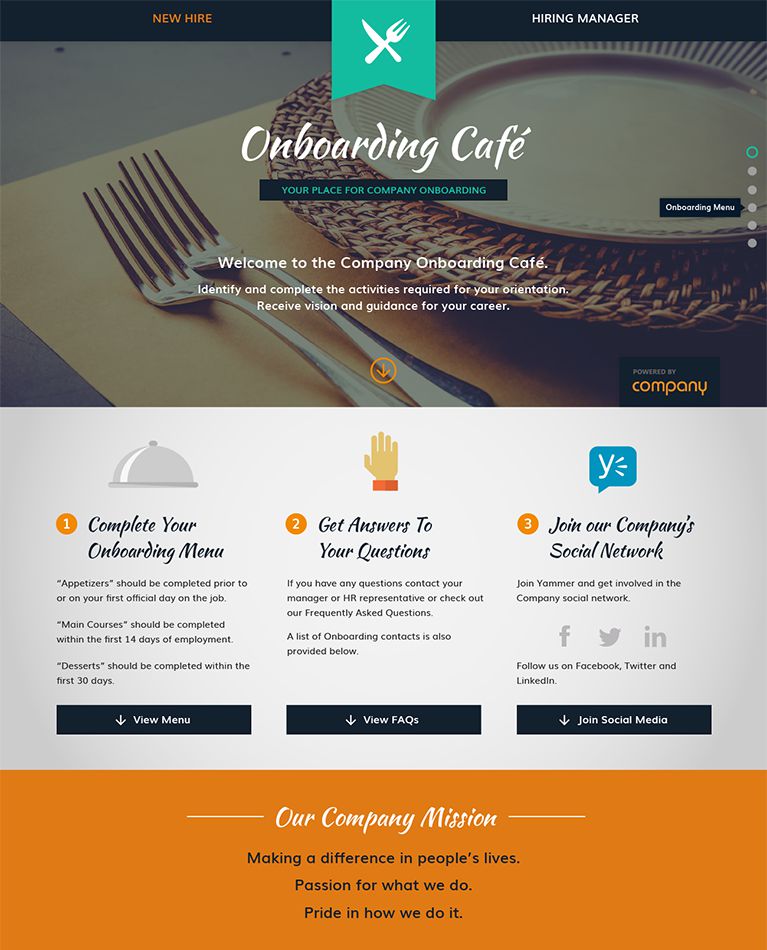 NEW HIRE
HIRING MANAGER
Onboarding Café
YOUR PLACE FOR COMPANY ONBOARDING
Onboarding Menu
Welcome to the Company Onboarding Café.
Identify and complete the activities required for your orientation.
Receive vision and guidance for your career.
POWERED BY
company
1 Complete Your
Onboarding Menu
“Appetizers” should be completed prior to
or on your first official day on the job.
“Main Courses” should be completed
within the first 14 days of employment.
“Desserts” should be completed within the
first 30 days.
View Menu
2 Get Answers To
Your Questions
If you have any questions contact your
manager or HR representative or check out
our Frequently Asked Questions.
A list of Onboarding contacts is also
provided below.
View FAQs
y
3 Join our Company's
Social Network
Join Yammer and get involved in the
Company social network.
f
in
Follow us on Facebook, Twitter and
LinkedIn.
Join Social Media
Our Company Mission
Making a difference in people’s lives.
Passion for what we do.
Pride in how we do it.